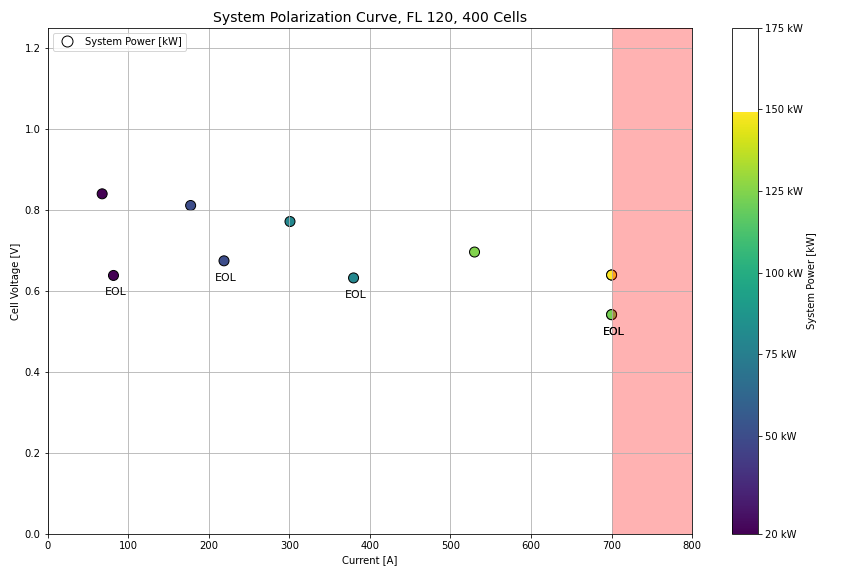 System Polarization Curve, FL 120, 400 Cells
System Power [kW]
1.2
1.0
0.8
0.6
0.4
0.2
0.0
Cell Voltage [V]
EOL
EOL
EOL
EOL
0
100
200
300
400
500
600
700
800
Current [A]
175 kW
150 kW
125 kW
100 kW
75 kW
50 kW
20 kW
System Power [kW]